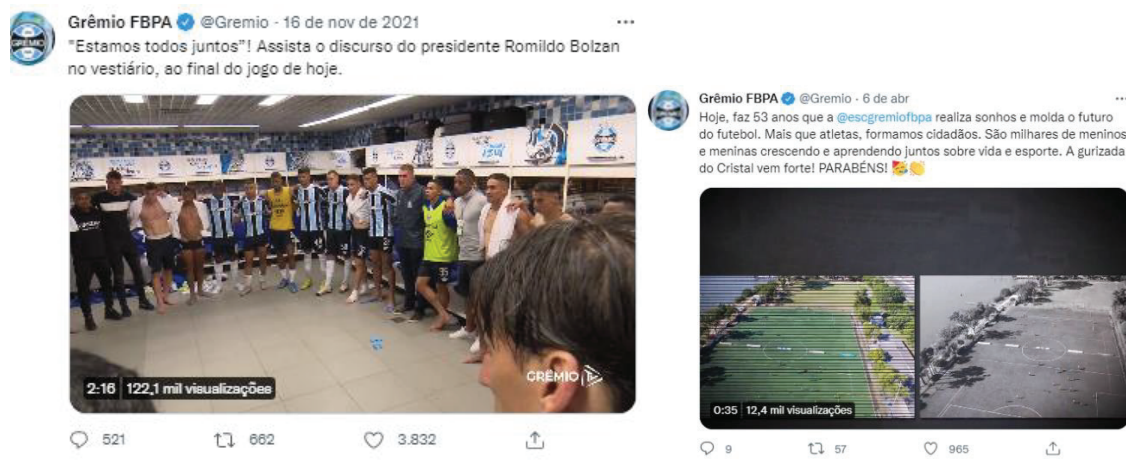 Grêmio FBPA @Gremio · 16 de nov de 2021
"Estamos todos juntos"! Assista o discurso do presidente Romildo Bolzan
no vestiário, ao final do jogo de hoje.
GRÊMIO
35
2:16 122,1 mil visualizações
521 662 3.832
Grêmio FBPA @Gremio · 6 de abr
Hoje, faz 53 anos que a @escgremiofbpa realiza sonhos e molda o futuro
do futebol. Mais que atletas, formamos cidadãos. São milhares de meninos
e meninas crescendo e aprendendo juntos sobre vida e esporte. A gurizada
do Cristal vem forte! PARABÉNS! 🥳👏
0:35 12,4 mil visualizações
9 57 965